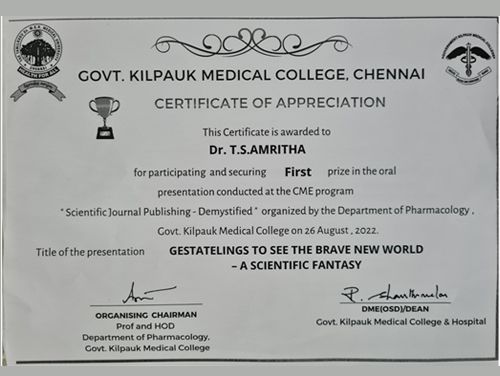 GOVT. KILPAUK MEDICAL COLLEGE, CHENNAI
CERTIFICATE OF APPRECIATION
This Certificate is awarded to
Dr. T.S.AMRITHA
for participating and securing First prize in the oral
presentation conducted at the CME program
"Scientific Journal Publishing - Demystified" organized by the Department of Pharmacology,
Govt. Kilpauk Medical College on 26 August, 2022.
Title of the presentation GESTATELINGS TO SEE THE BRAVE NEW WORLD
– A SCIENTIFIC FANTASY
ORGANISING CHAIRMAN
Prof and HOD
Department of Pharmacology,
Govt. Kilpauk Medical College
DME(OSD)/DEAN
Govt. Kilpauk Medical College & Hospital